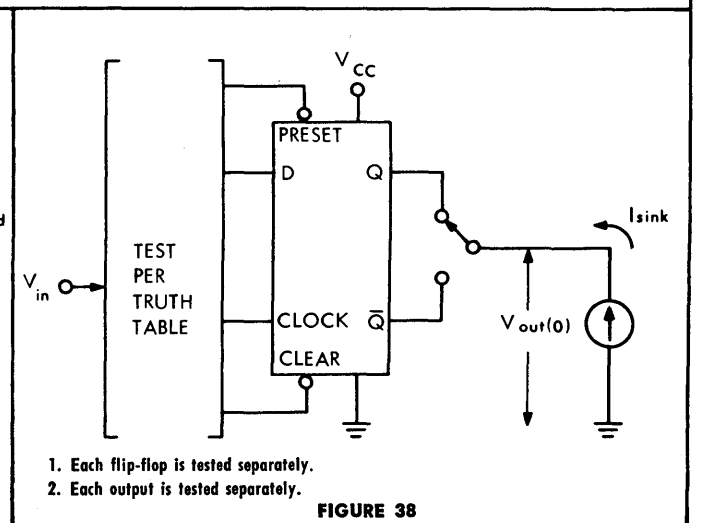 V CC
PRESET
D Q
I sink
TEST
PER
TRUTH
TABLE
V in
V out(0)
CLOCK Q̅
CLEAR
1. Each flip-flop is tested separately.
2. Each output is tested separately.
FIGURE 38